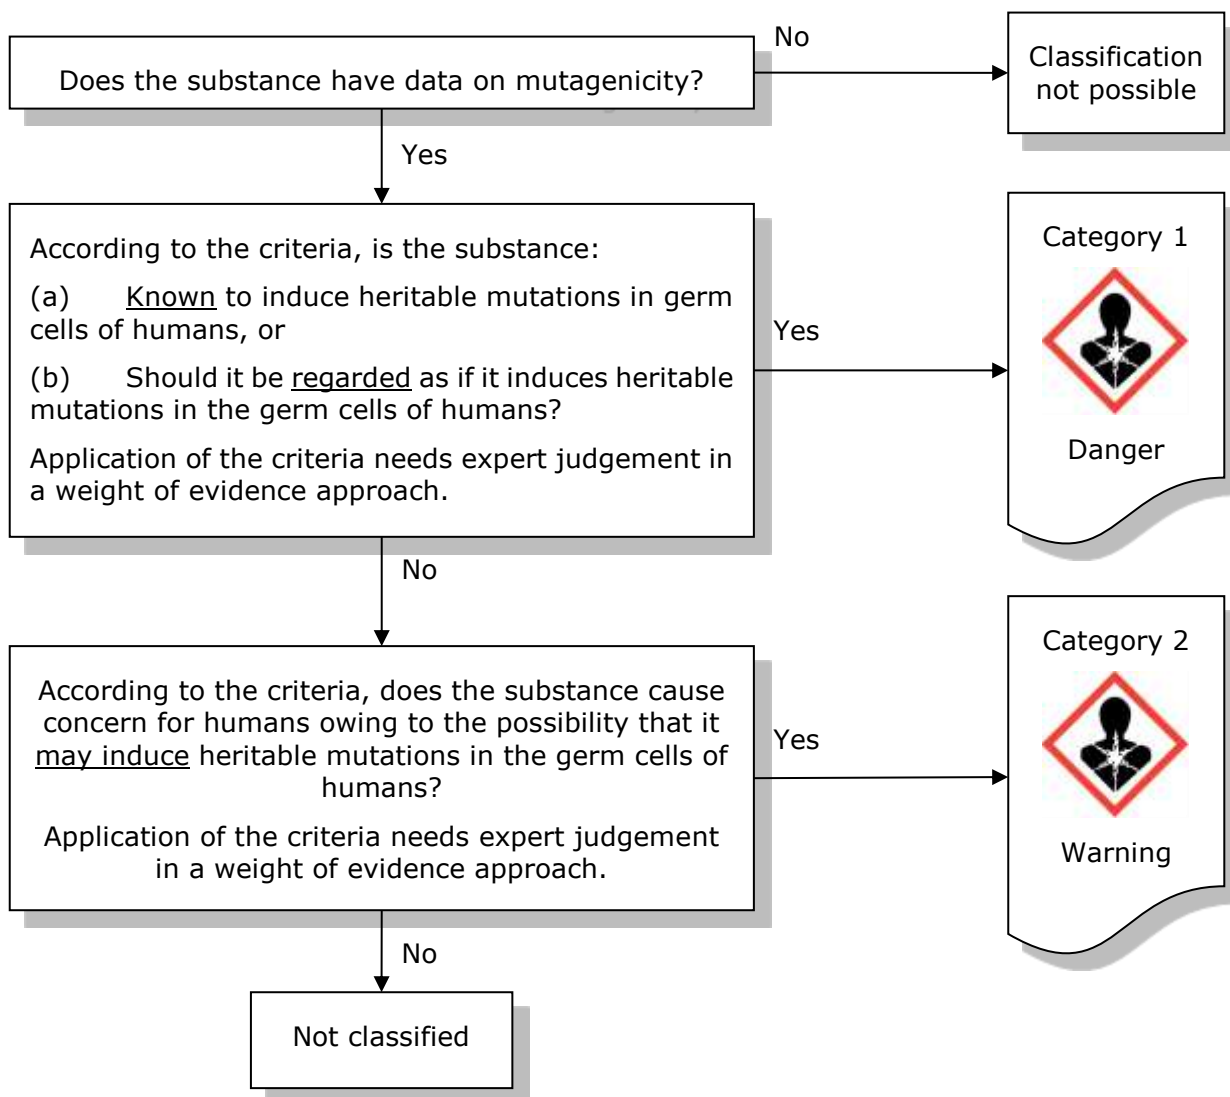 Does the substance have data on mutagenicity?
No
Classification
not possible
Yes
According to the criteria, is the substance:
(a) Known to induce heritable mutations in germ
cells of humans, or
(b) Should it be regarded as if it induces heritable
mutations in the germ cells of humans?
Application of the criteria needs expert judgement in
a weight of evidence approach.
Yes
Category 1
Danger
No
According to the criteria, does the substance cause
concern for humans owing to the possibility that it
may induce heritable mutations in the germ cells of
humans?
Application of the criteria needs expert judgement
in a weight of evidence approach.
Yes
Category 2
Warning
No
Not classified